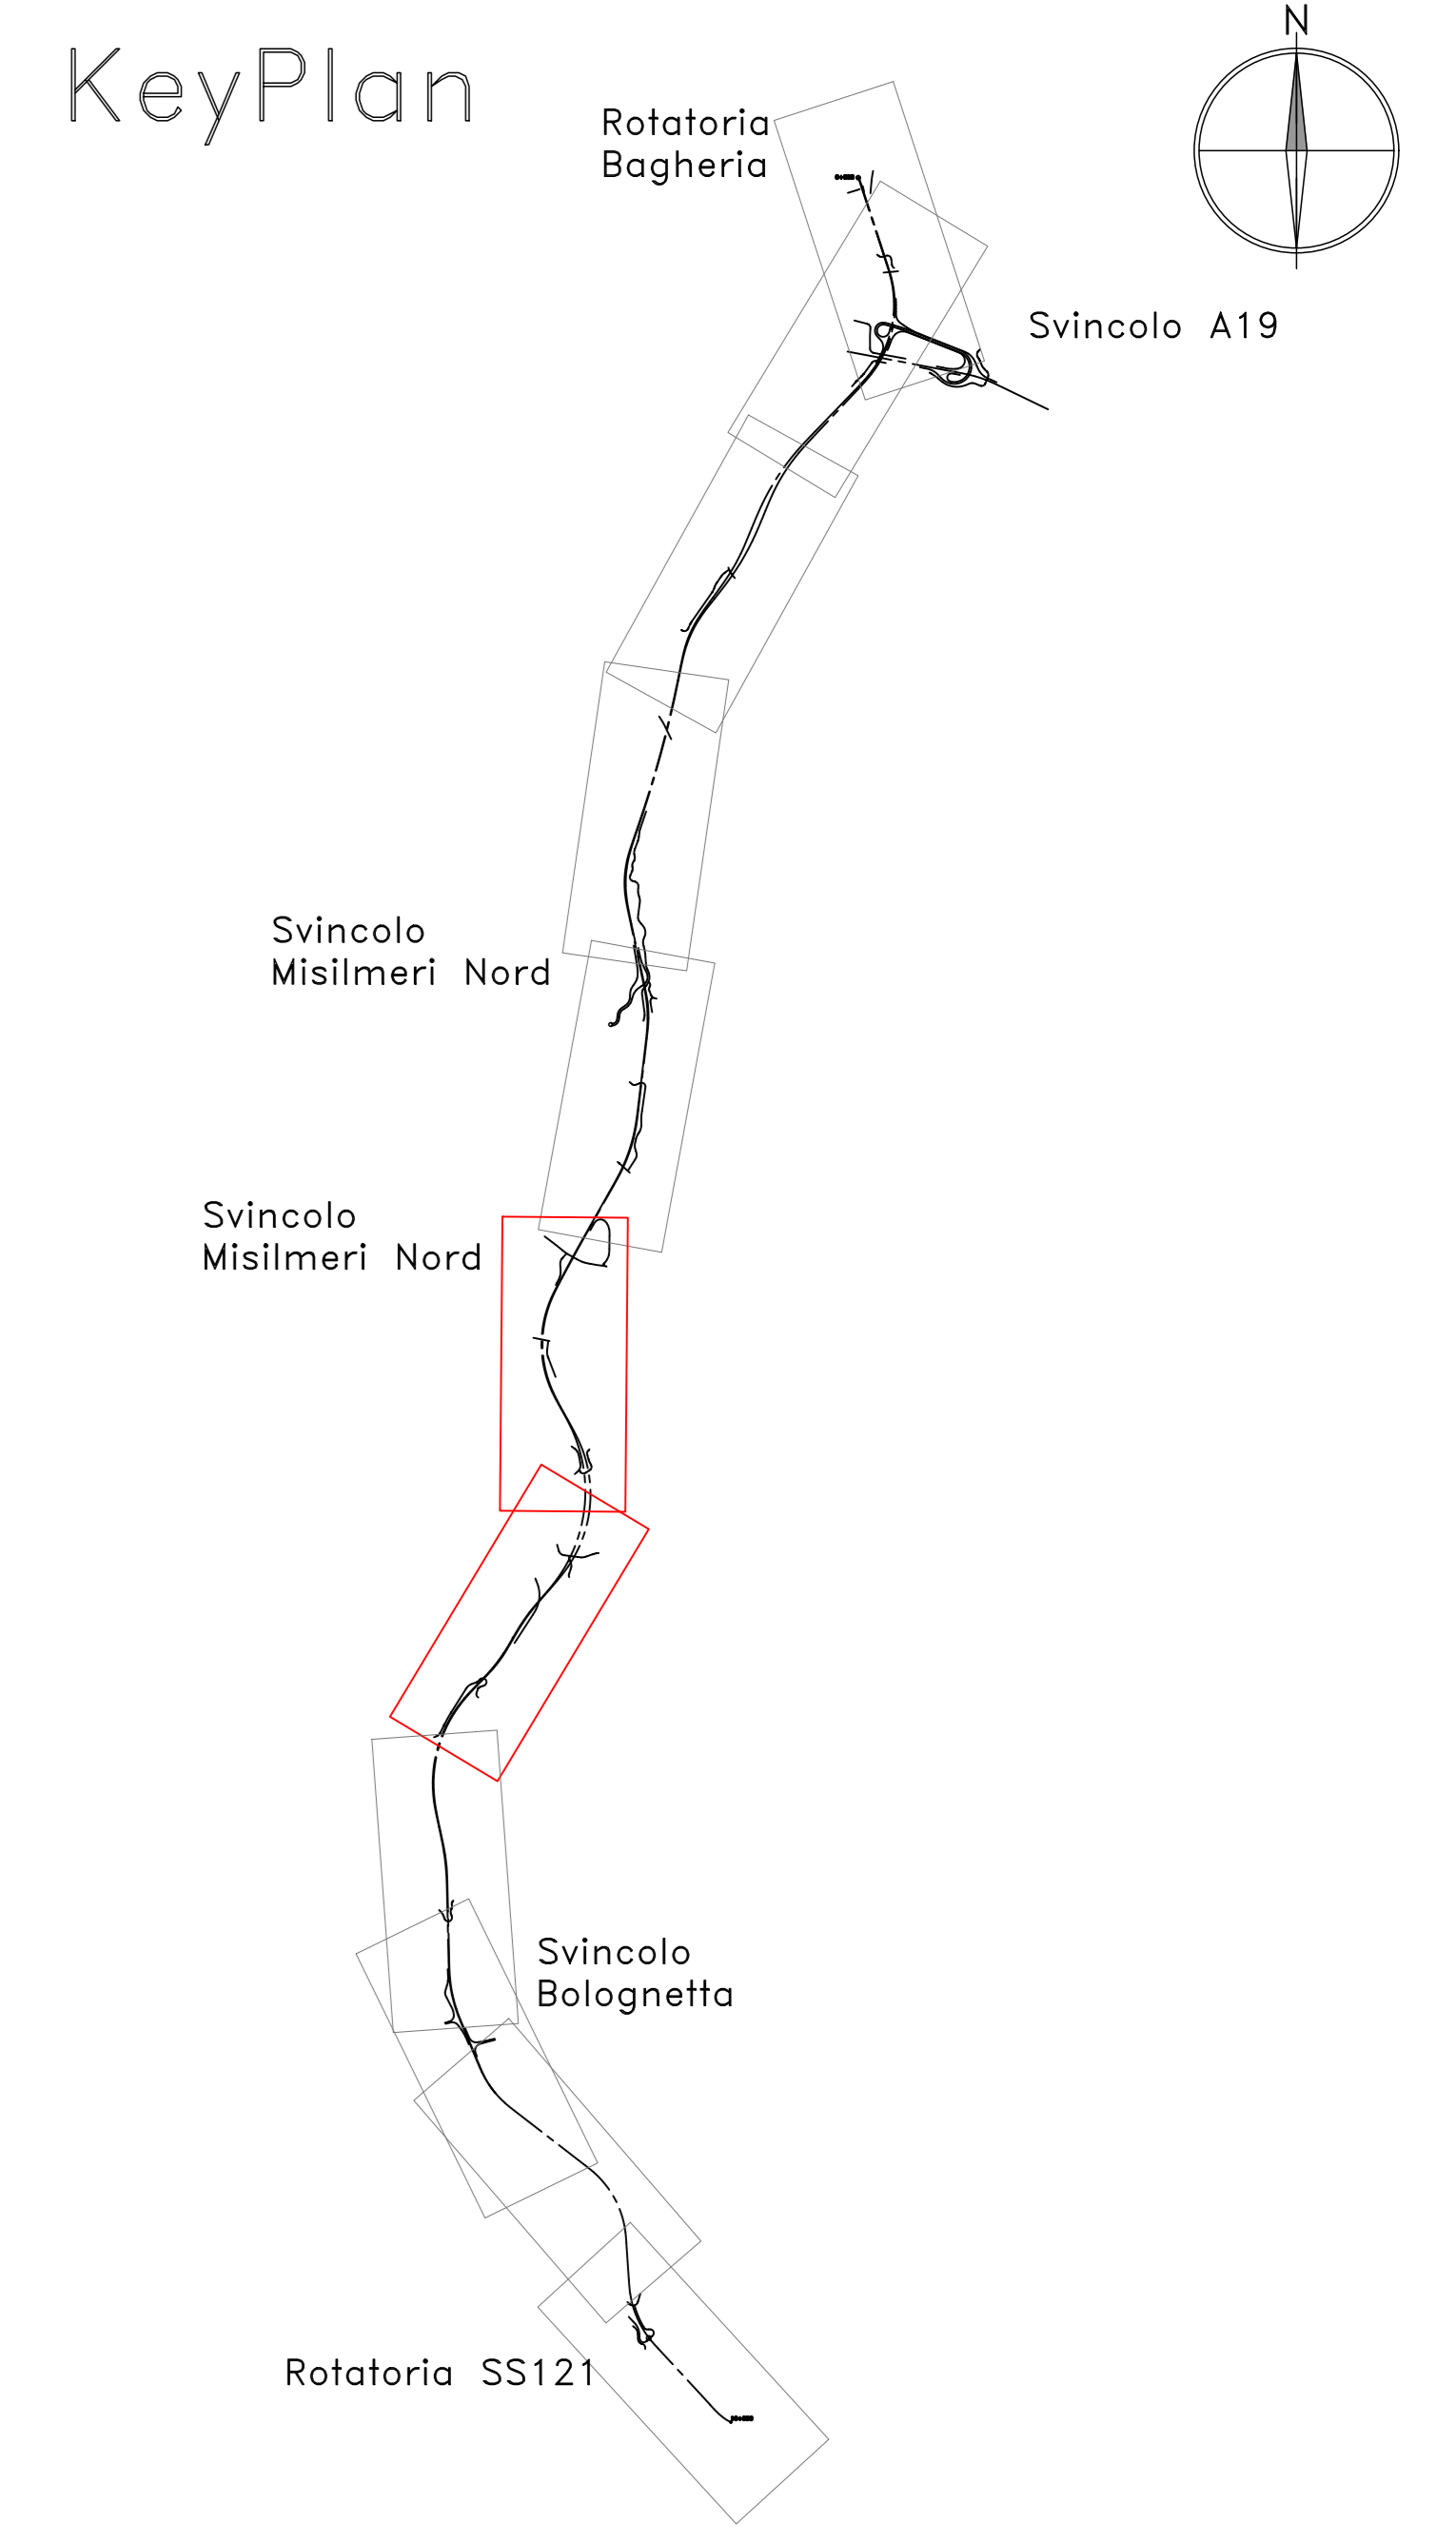 KeyPlan
N
Rotatoria
Bagheria
Svincolo A19
Svincolo
Misilmeri Nord
Svincolo
Misilmeri Nord
Svincolo
Bolognetta
Rotatoria SS121